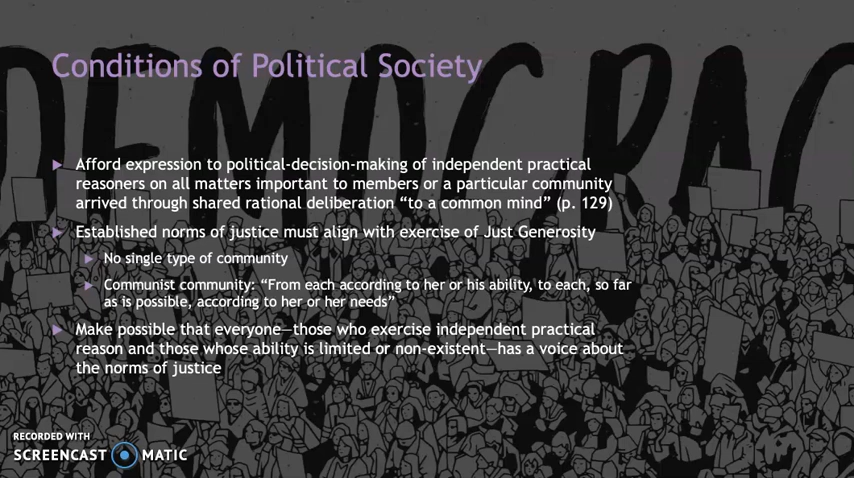 DEMOCRAC
Conditions of Political Society
Afford expression to political-decision-making of independent practical
reasoners on all matters important to members or a particular community
arrived through shared rational deliberation “to a common mind” (p. 129)
Established norms of justice must align with exercise of Just Generosity
No single type of community
Communist community: “From each according to her or his ability, to each, so far
as is possible, according to her or her needs”
Make possible that everyone—those who exercise independent practical
reason and those whose ability is limited or non-existent—has a voice about
the norms of justice
RECORDED WITH
SCREENCAST MATIC